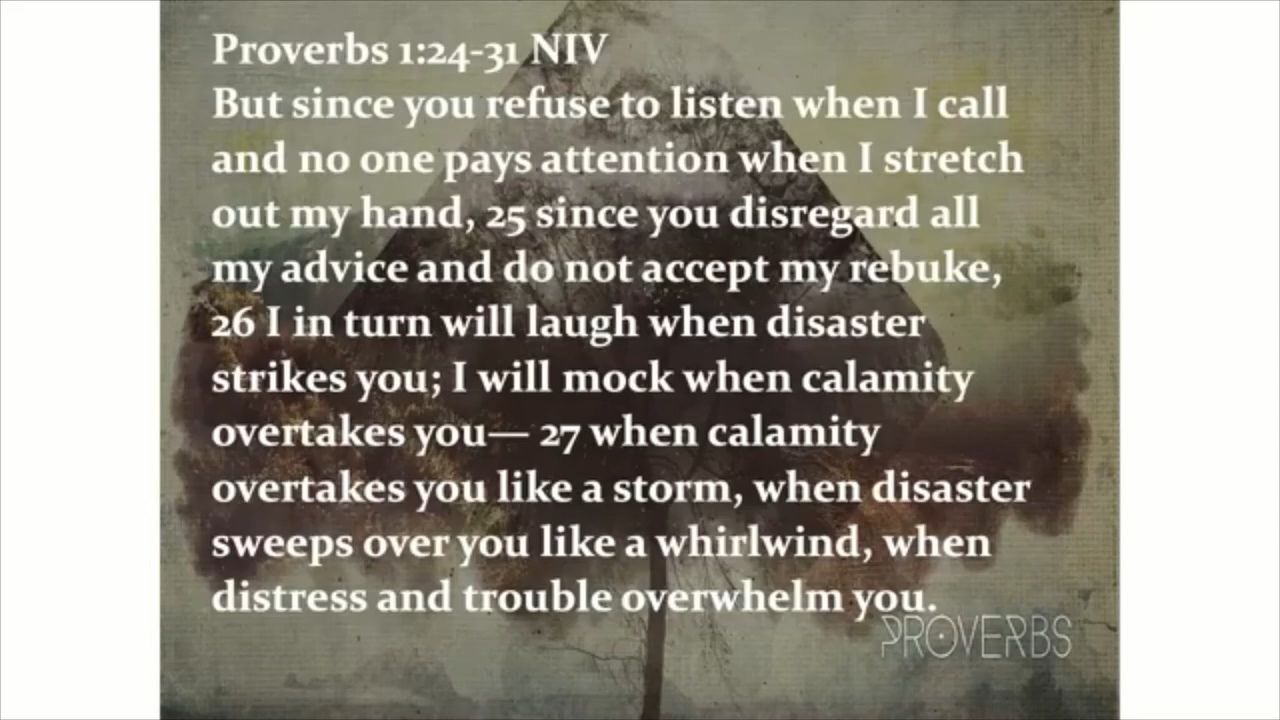 Proverbs 1:24-31 NIV
But since you refuse to listen when I call
and no one pays attention when I stretch
out my hand, 25 since you disregard all
my advice and do not accept my rebuke,
26 I in turn will laugh when disaster
strikes you; I will mock when calamity
overtakes you— 27 when calamity
overtakes you like a storm, when disaster
sweeps over you like a whirlwind, when
distress and trouble overwhelm you.
PROVERBS